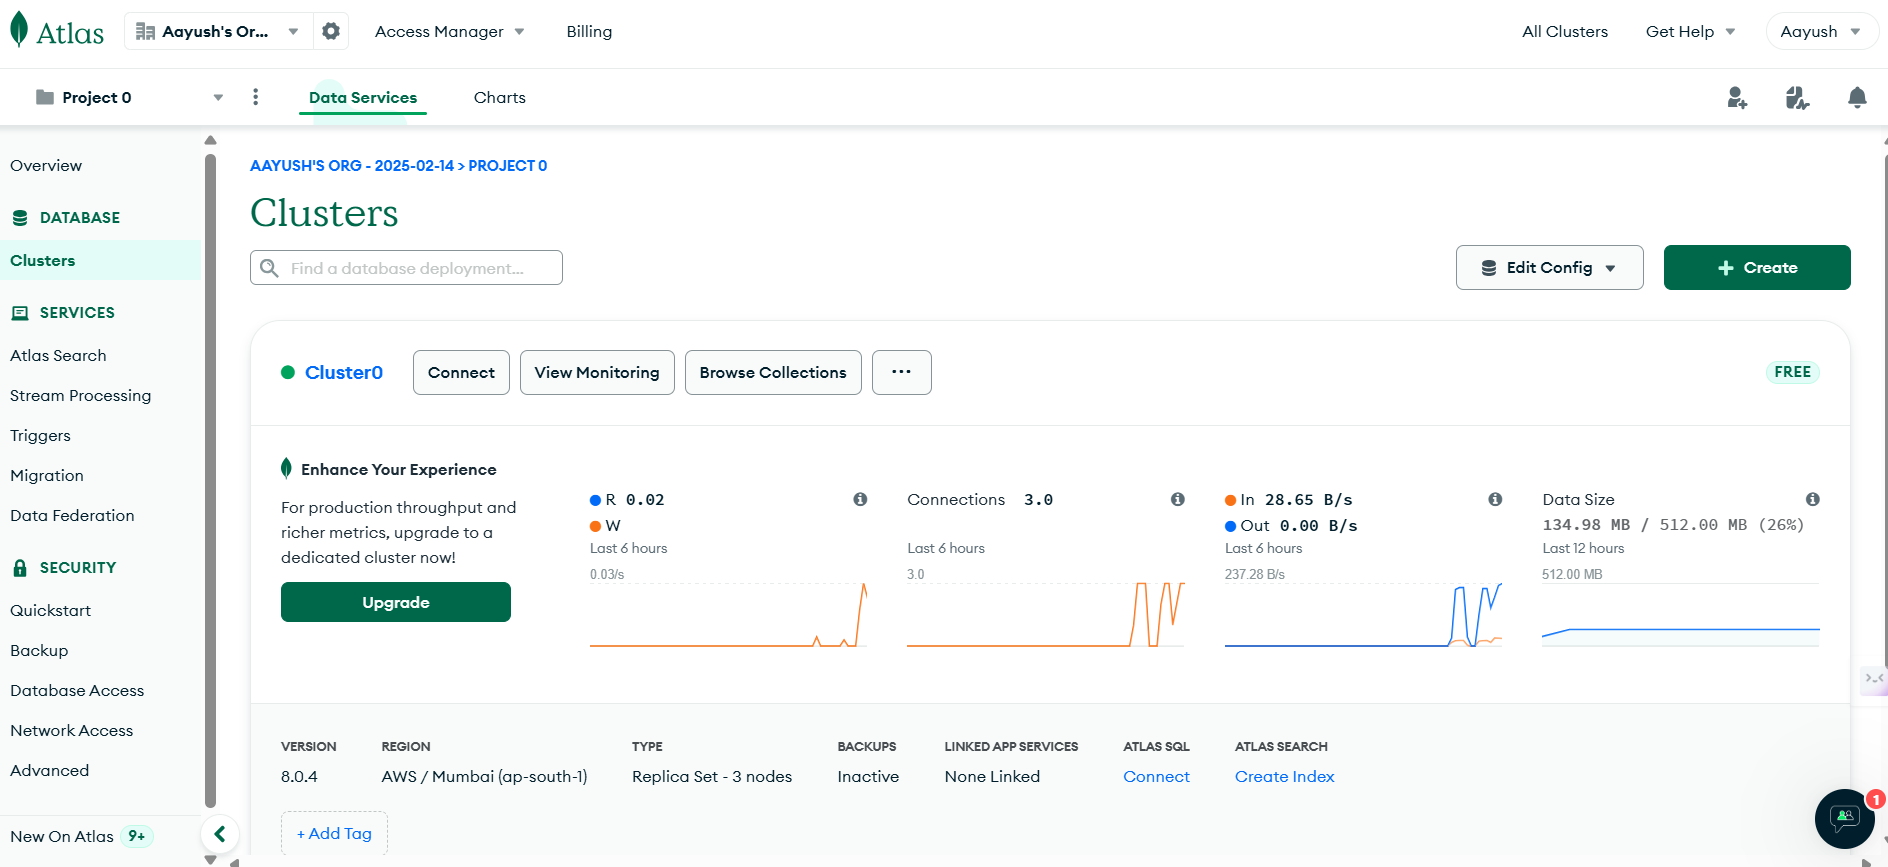 Atlas
Aayush's Or...
Access Manager
Billing
All Clusters
Get Help
Aayush
Project 0
Data Services
Charts
Overview
DATABASE
Clusters
SERVICES
Atlas Search
Stream Processing
Triggers
Migration
Data Federation
SECURITY
Quickstart
Backup
Database Access
Network Access
Advanced
New On Atlas 9+
AAYUSH'S ORG - 2025-02-14 > PROJECT 0
Clusters
Find a database deployment...
Edit Config
+ Create
Cluster0
Connect
View Monitoring
Browse Collections
...
FREE
Enhance Your Experience
For production throughput and
richer metrics, upgrade to a
dedicated cluster now!
Upgrade
R 0.02
W
Last 6 hours
0.03/s
Connections 3.0
Last 6 hours
3.0
In 28.65 B/s
Out 0.00 B/s
Last 6 hours
237.28 B/s
Data Size
134.98 MB / 512.00 MB (26%)
Last 12 hours
512.00 MB
VERSION
8.0.4
REGION
AWS / Mumbai (ap-south-1)
TYPE
Replica Set - 3 nodes
BACKUPS
Inactive
LINKED APP SERVICES
None Linked
ATLAS SQL
Connect
ATLAS SEARCH
Create Index
+ Add Tag
1